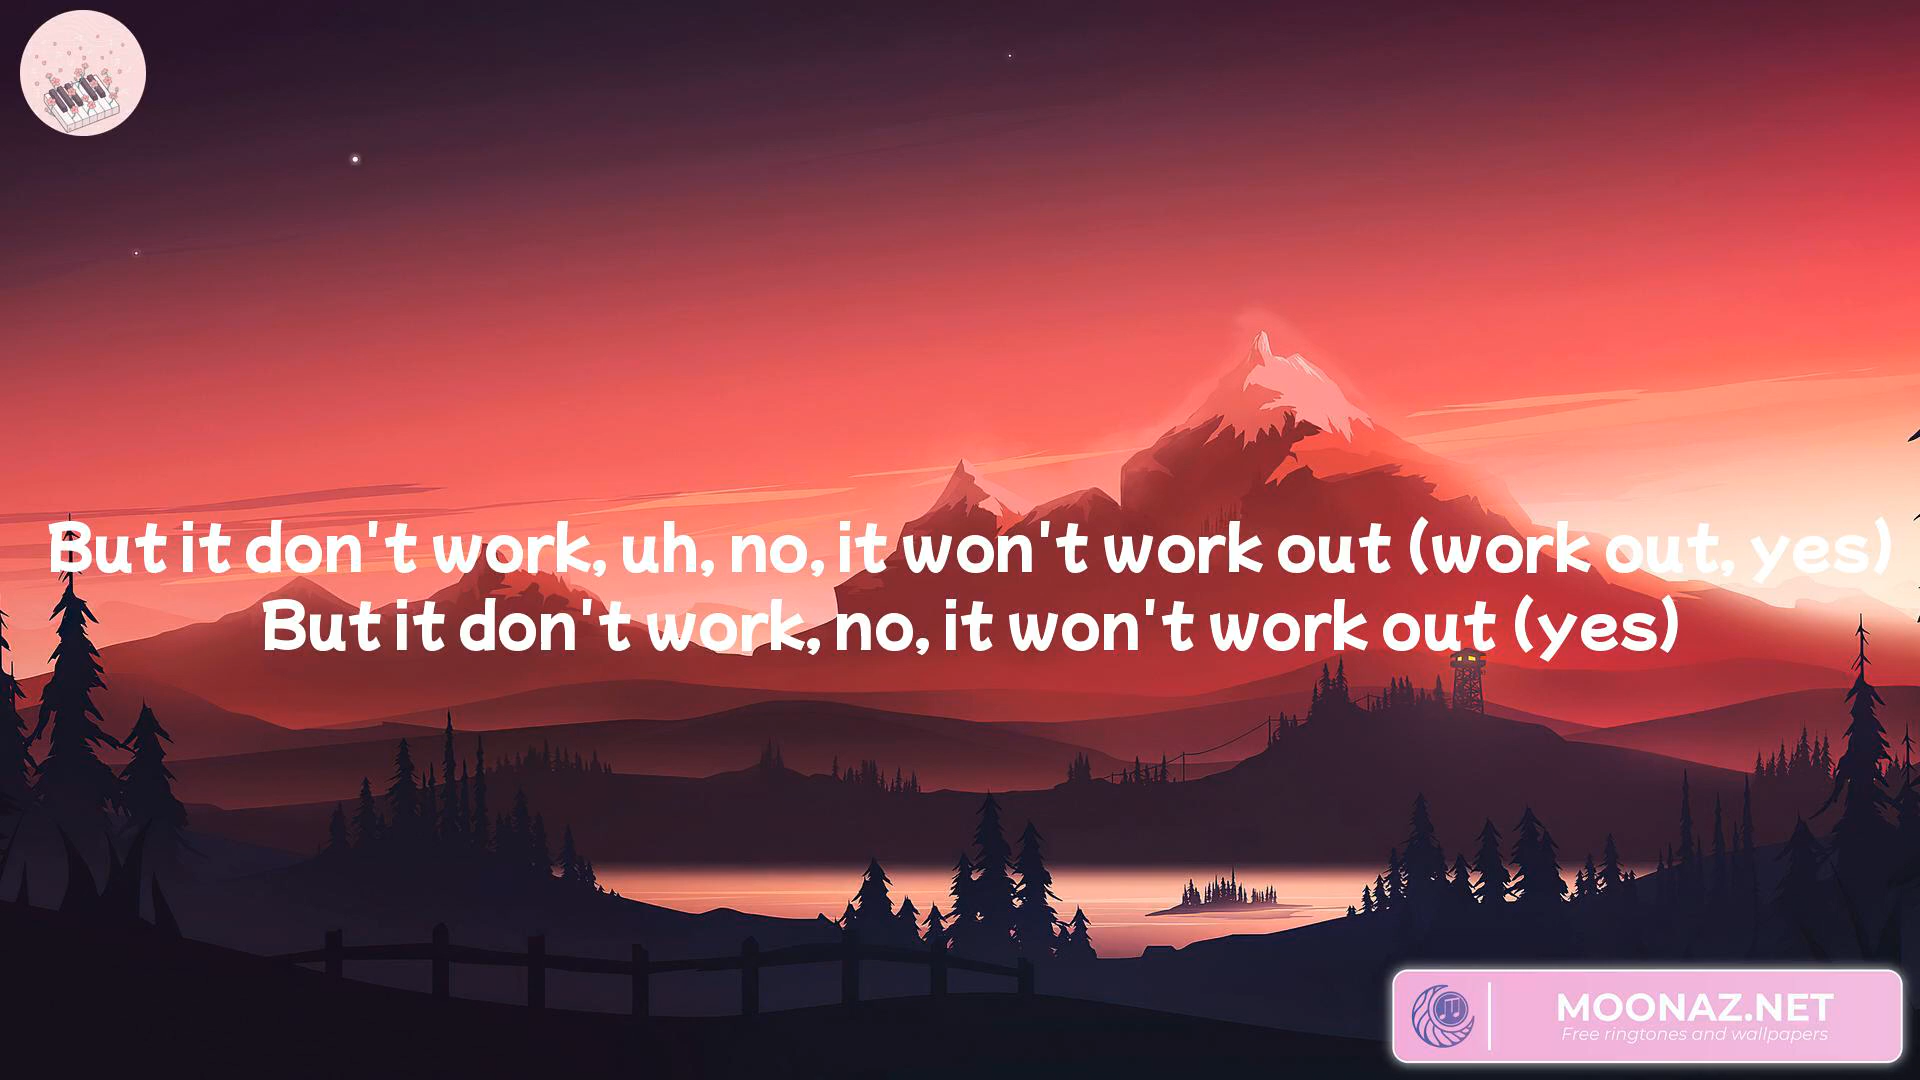 But it don't work, uh, no, it won't work out (work out, yes)
But it don't work, no, it won't work out (yes)
MOONAZ.NET
Free ringtones and wallpapers